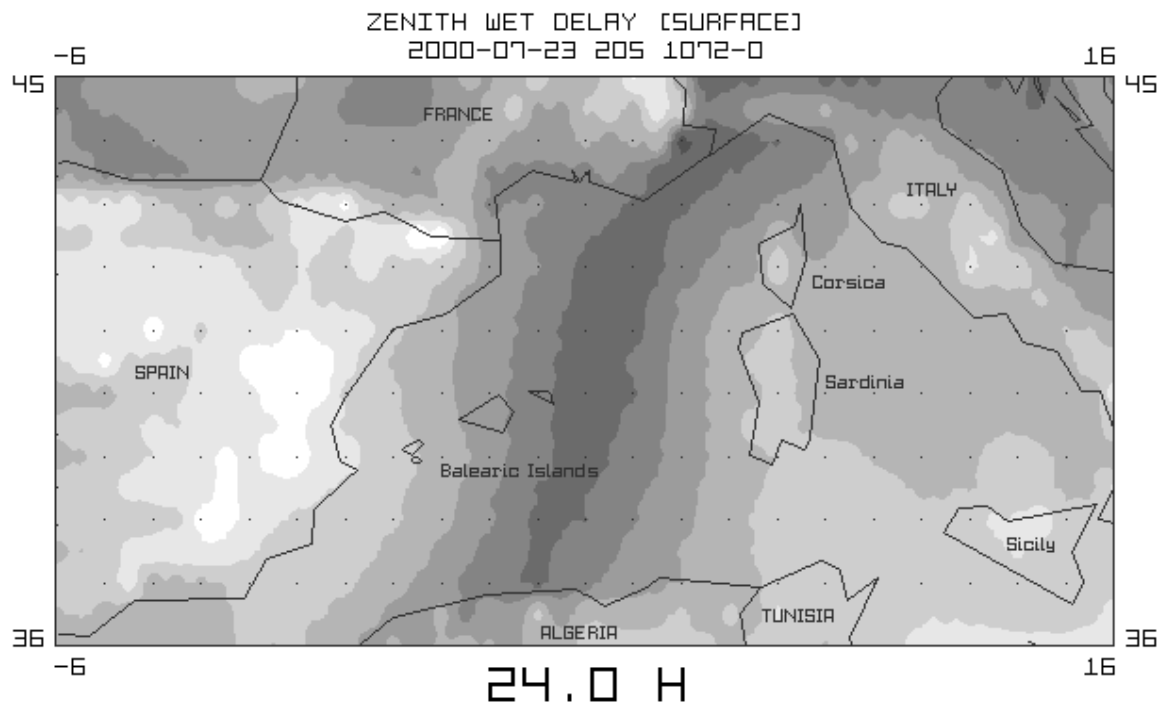 ZENITH WET DELAY [SURFACE]
2000-07-23 20S 1072-0
-6 16
45 45
FRANCE
ITALY
Corsica
SPAIN
Sardinia
Balearic Islands
Sicily
TUNISIA
ALGERIA
36 36
-6 16
24.0 H